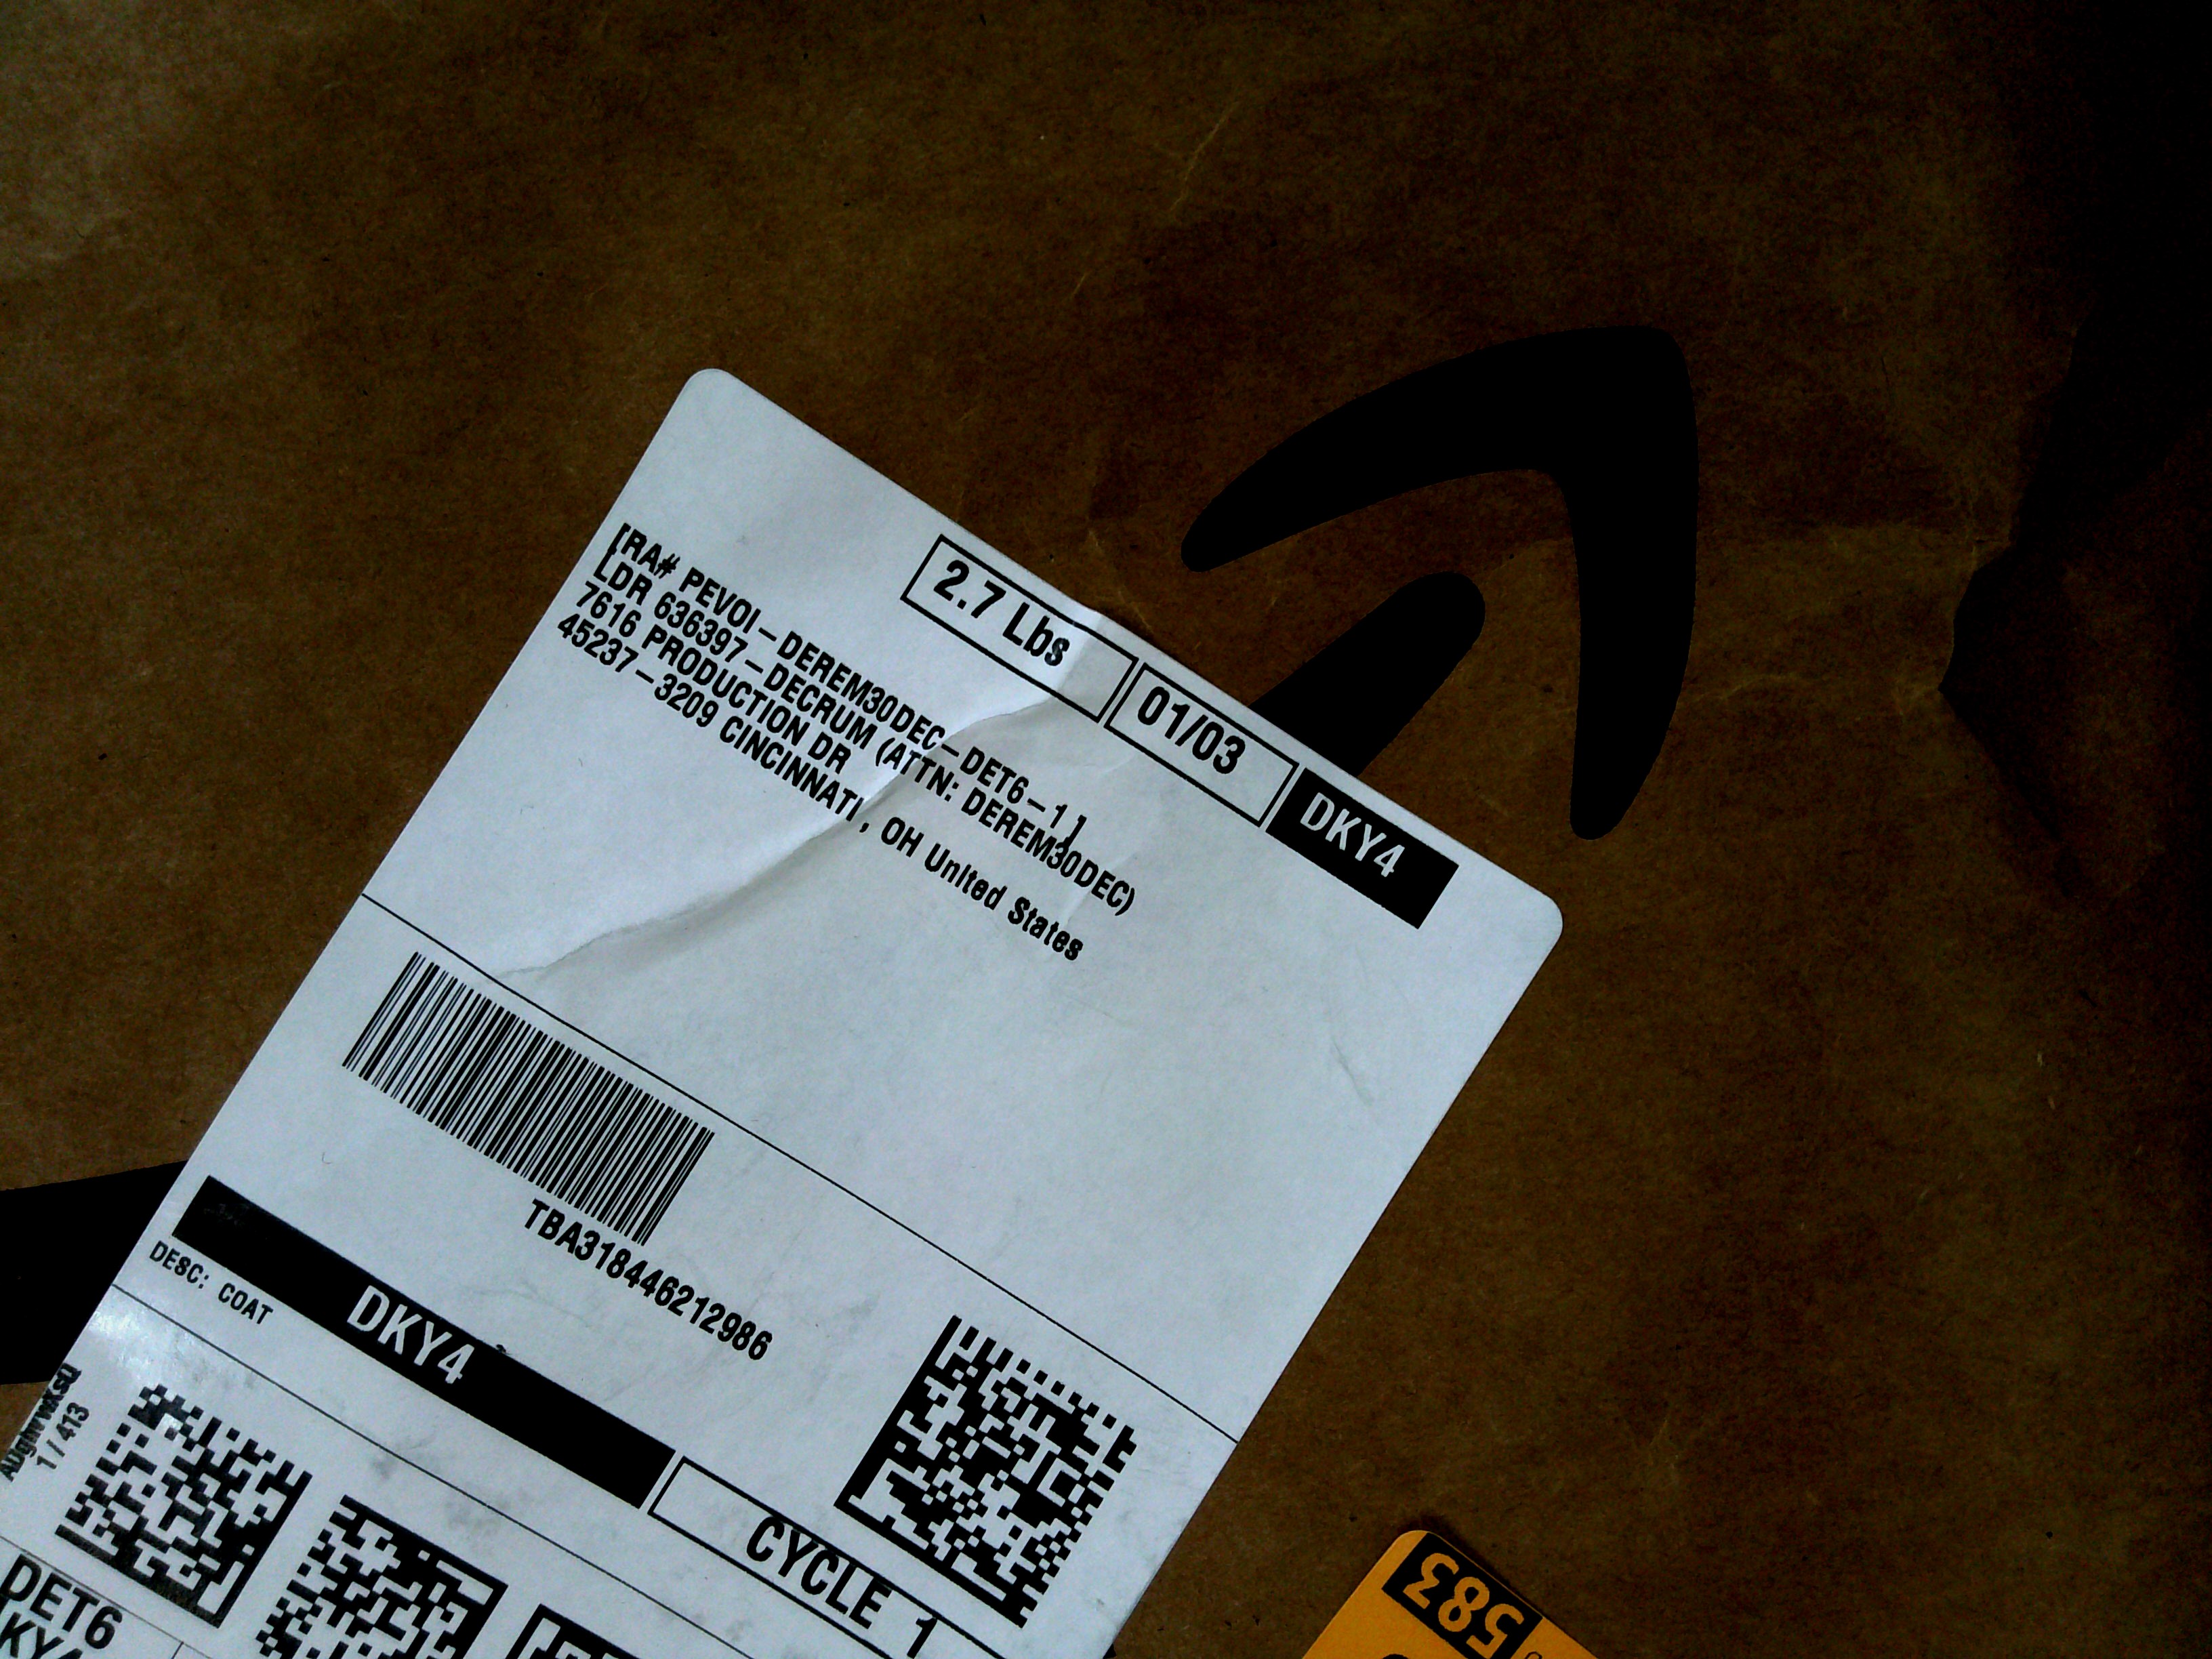 2.7 Lbs
01/03
DKY4
[RA# PEVOI-DEREM30DEC-DET6-1]
LDR 636397-DECRUM (ATTN: DEREM30DEC)
7616 PRODUCTION DR
45237-3209 CINCINNATI, OH United States
TBA318446212986
DKY4
CYCLE 1
DESC: COAT
1 / 413
DET6
583